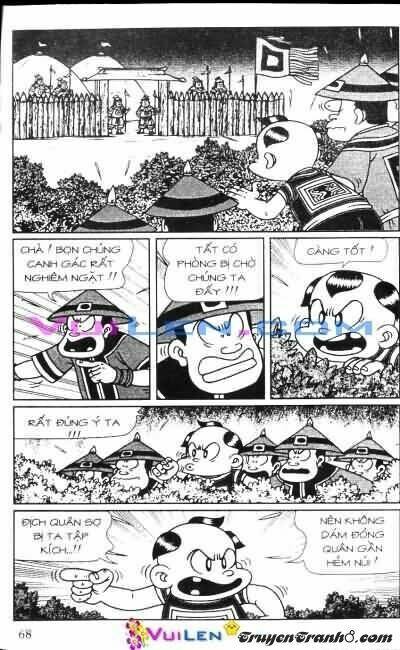 CHÀ! BỌN CHÚNG
CANH GÁC RẤT
NGHIÊM NGẶT!!
TẤT CÓ
PHÒNG BỊ CHỜ
CHÚNG TA
ĐẤY!!!
CÀNG TỐT!
VUILEN.COM
RẤT ĐÚNG Ý TA
!!!
ĐỊCH QUÂN SỢ
BỊ TA TẬP
KÍCH..!!
NÊN KHÔNG
DÁM ĐÓNG
QUÂN GẦN
HẺM NÚI!
68
VUILEN
TruyenTranh8.com